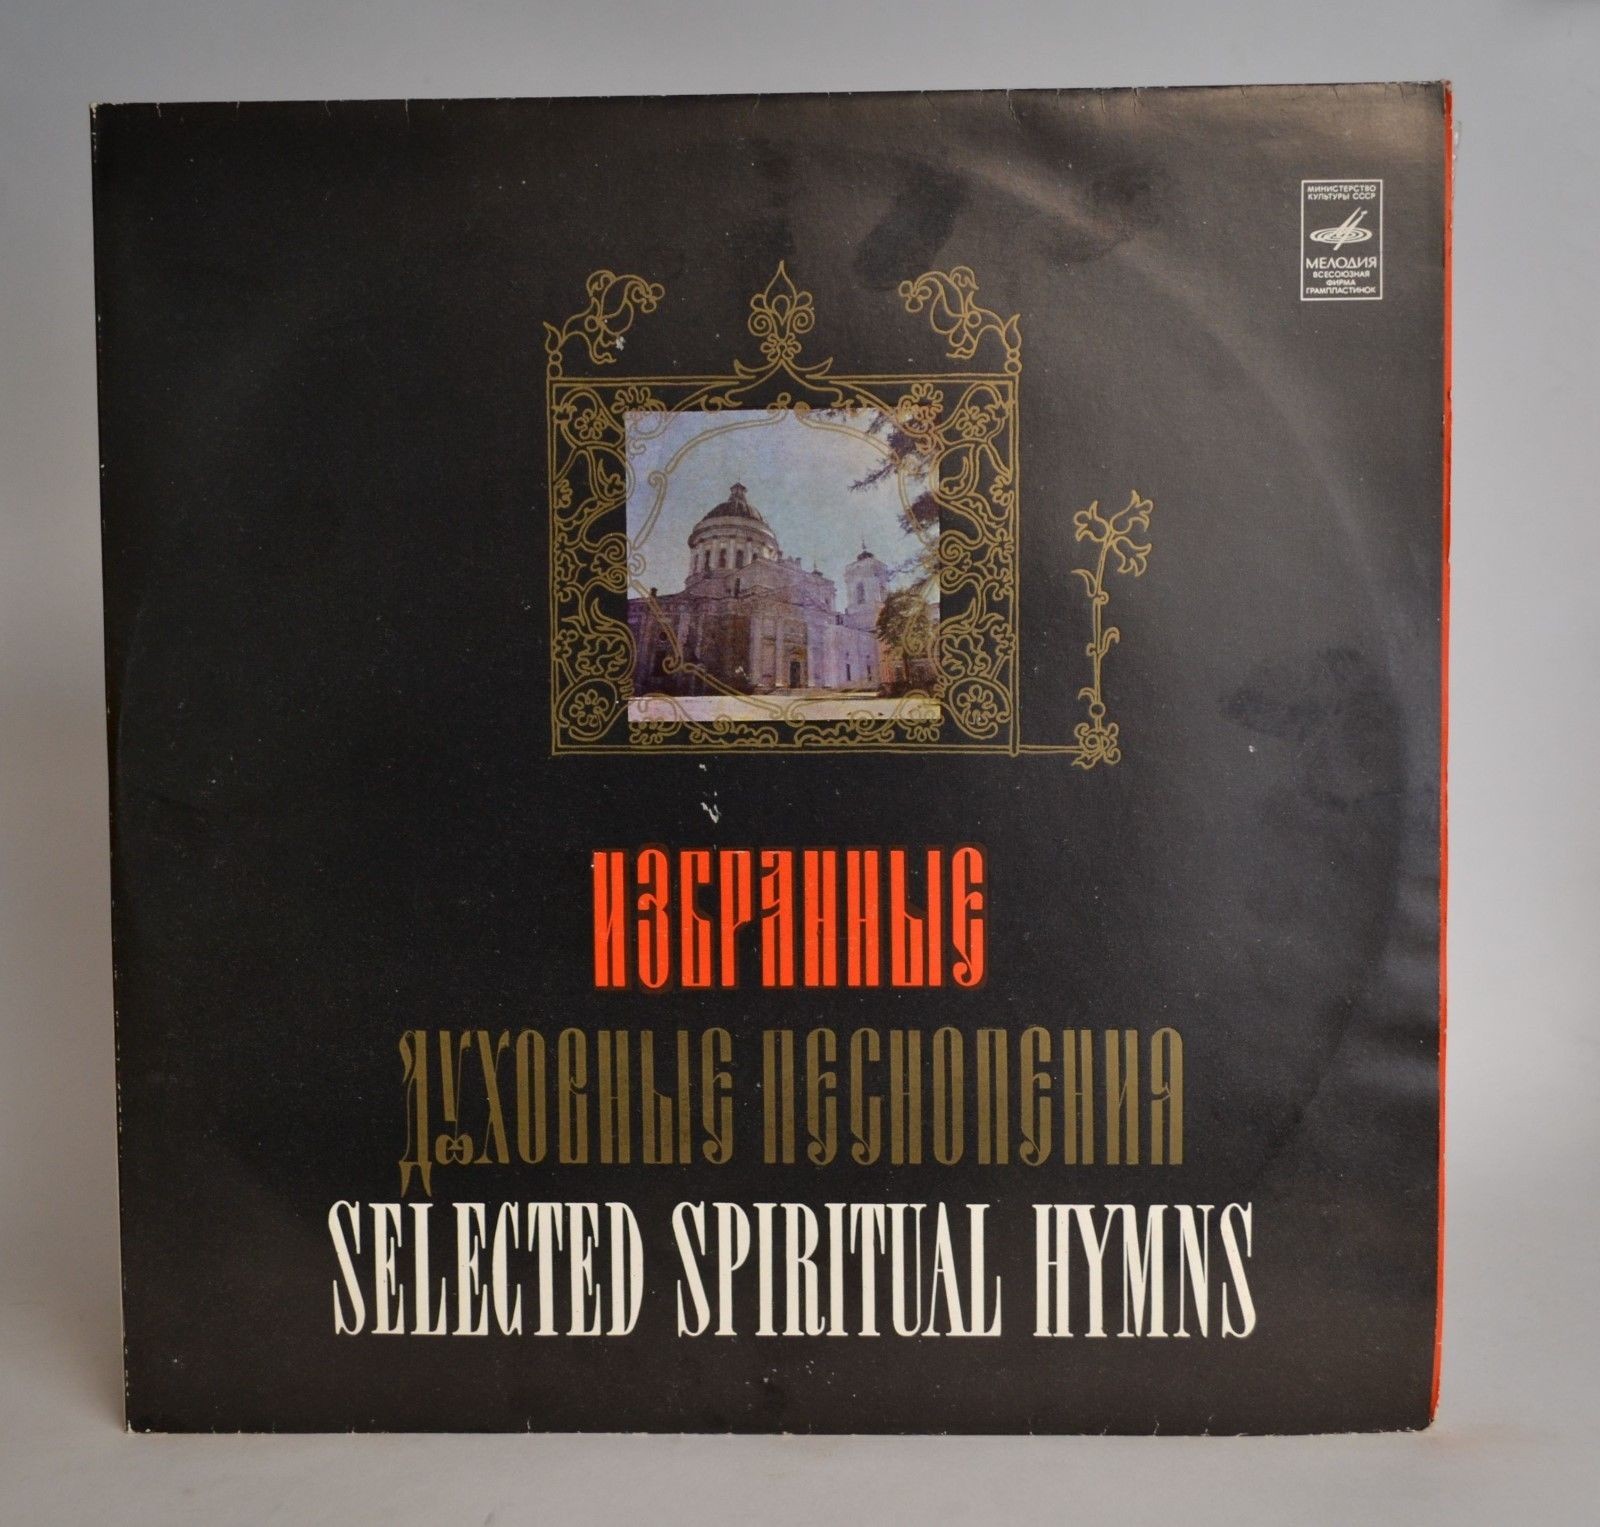 МИНИСТЕРСТВО
КУЛЬТУРЫ СССР
МЕЛОДИЯ
ВСЕСОЮЗНАЯ
ФИРМА
ГРАМПЛАСТИНОК
ИЗБРАННЫЕ
ДУХОВНЫЕ ПЕСНОПЕНИЯ
SELECTED SPIRITUAL HYMNS